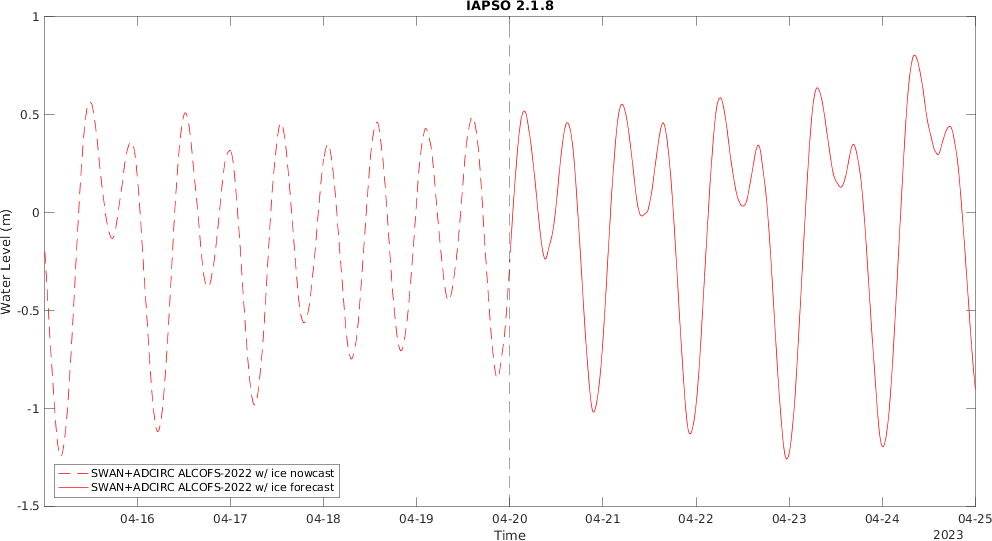 IAPSO 2.1.8
1
0.5
0
-0.5
-1
-1.5
Water Level (m)
SWAN+ADCIRC ALCOFS-2022 w/ ice nowcast
SWAN+ADCIRC ALCOFS-2022 w/ ice forecast
04-16 04-17 04-18 04-19 04-20 04-21 04-22 04-23 04-24 04-25
Time
2023